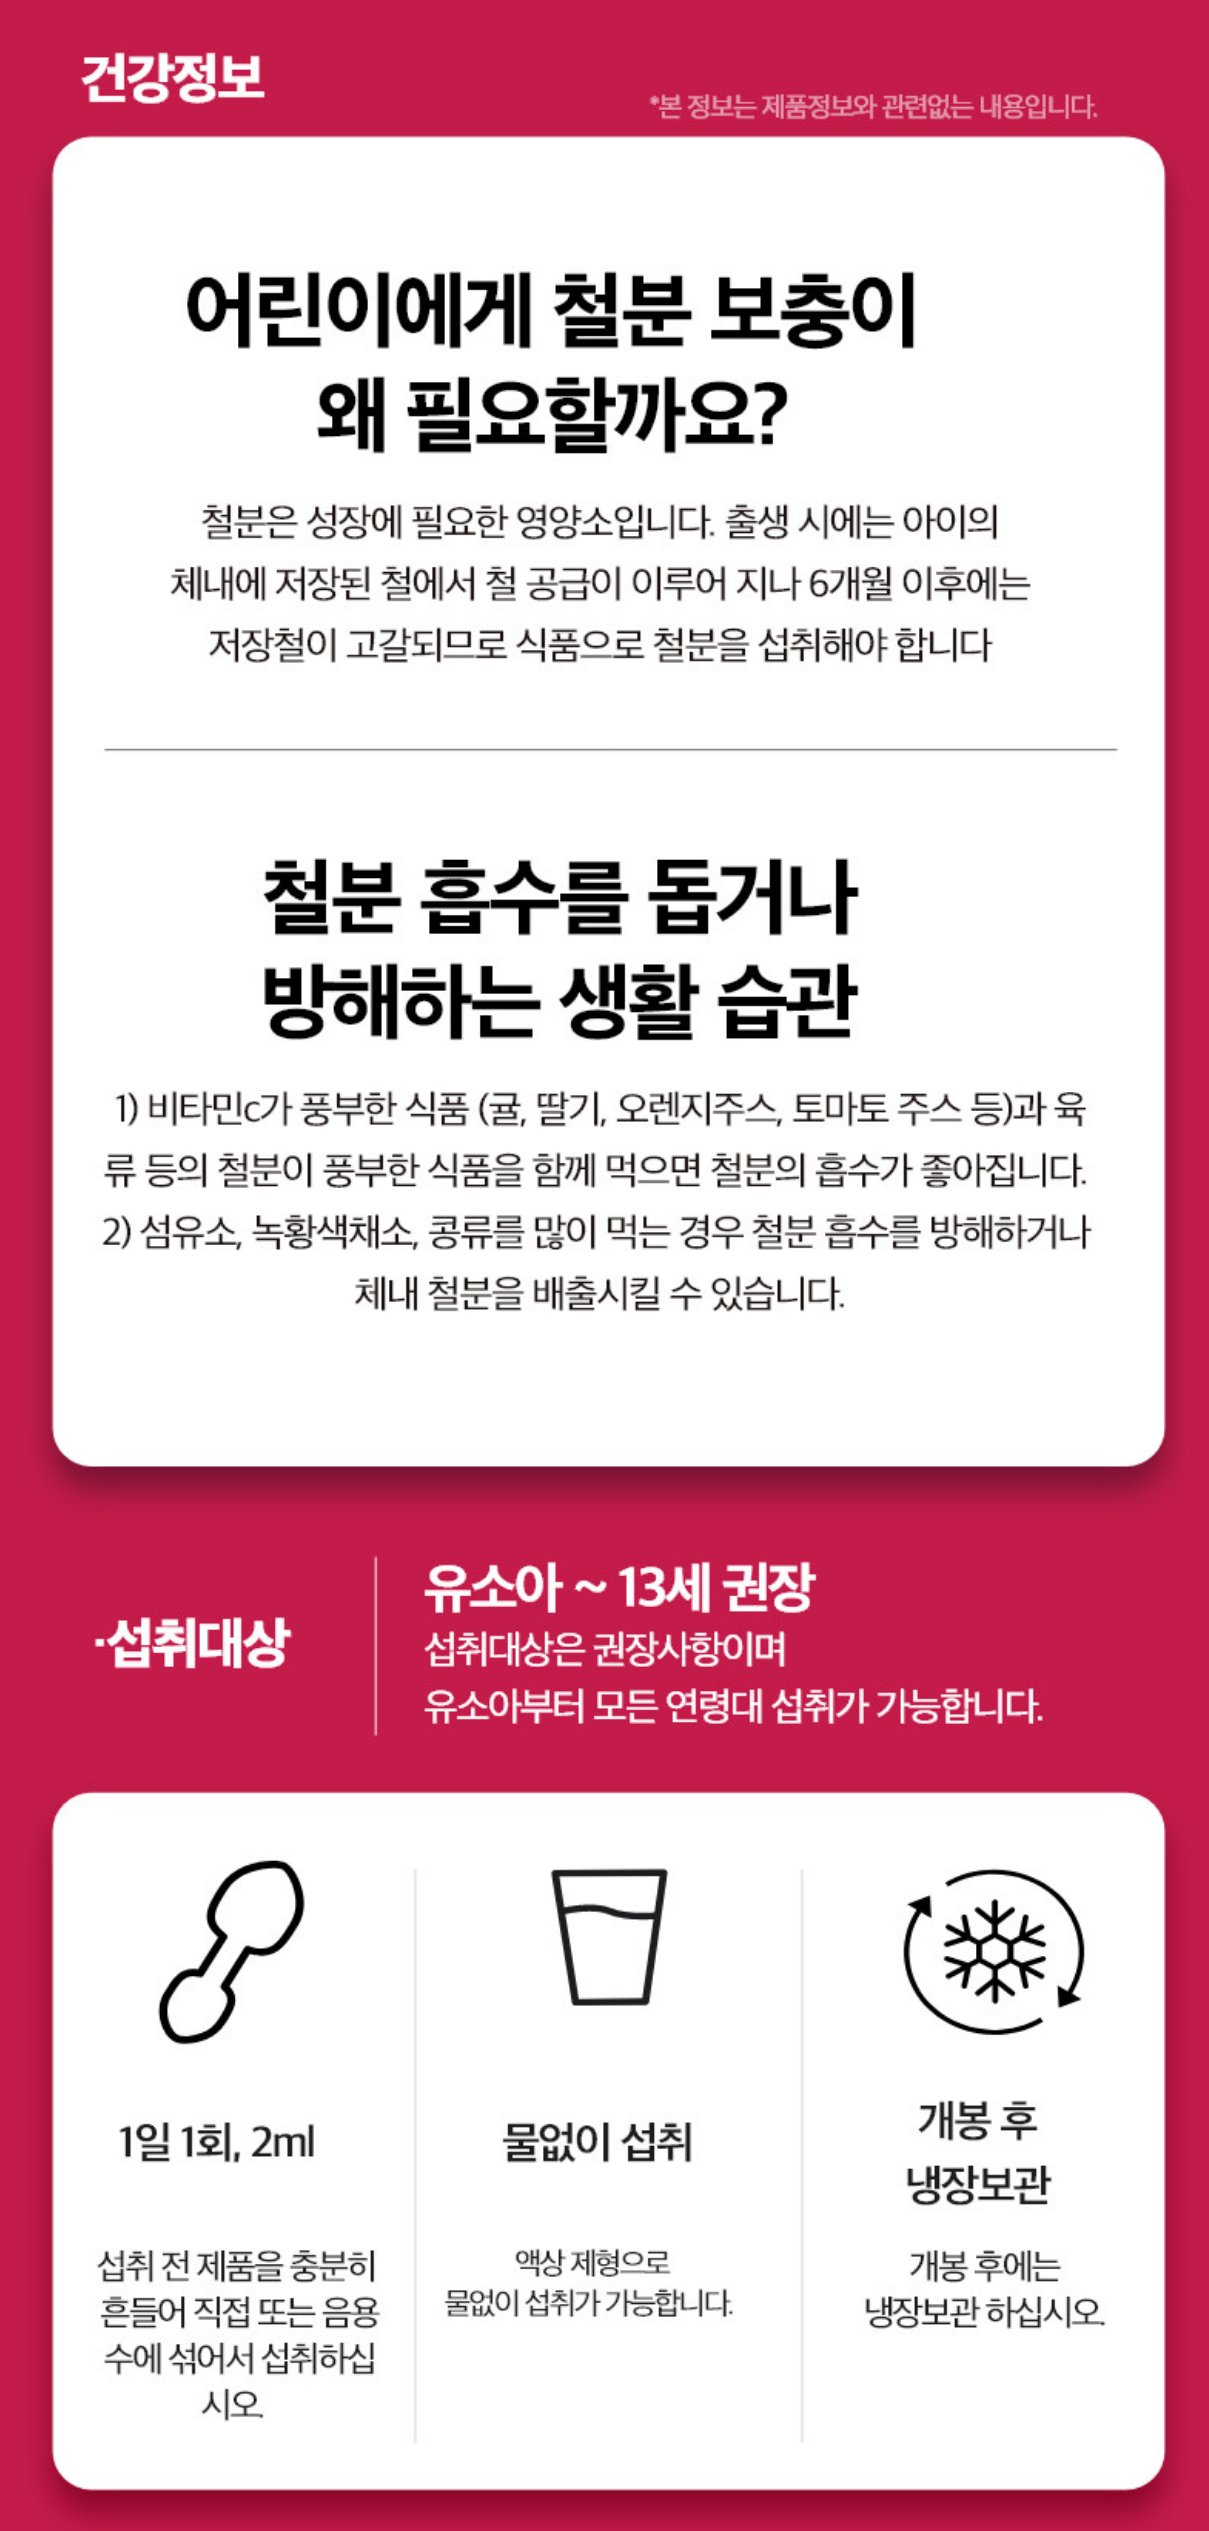 건강정보
*본 정보는 제품정보와 관련없는 내용입니다.
어린이에게 철분 보충이
왜 필요할까요?
철분은 성장에 필요한 영양소입니다. 출생 시에는 아이의
체내에 저장된 철에서 철 공급이 이루어 지나 6개월 이후에는
저장철이 고갈되므로 식품으로 철분을 섭취해야 합니다
철분 흡수를 돕거나
방해하는 생활 습관
1) 비타민c가 풍부한 식품 (귤, 딸기, 오렌지주스, 토마토 주스 등)과 육
류 등의 철분이 풍부한 식품을 함께 먹으면 철분의 흡수가 좋아집니다.
2) 섬유소, 녹황색채소, 콩류를 많이 먹는 경우 철분 흡수를 방해하거나
체내 철분을 배출시킬 수 있습니다.
·섭취대상
유소아 ~ 13세 권장
섭취대상은 권장사항이며
유소아부터 모든 연령대 섭취가 가능합니다.
1일 1회, 2ml
섭취 전 제품을 충분히
흔들어 직접 또는 음용
수에 섞어서 섭취하십
시오.
물없이 섭취
액상 제형으로
물없이 섭취가 가능합니다.
개봉 후
냉장보관
개봉 후에는
냉장보관 하십시오.